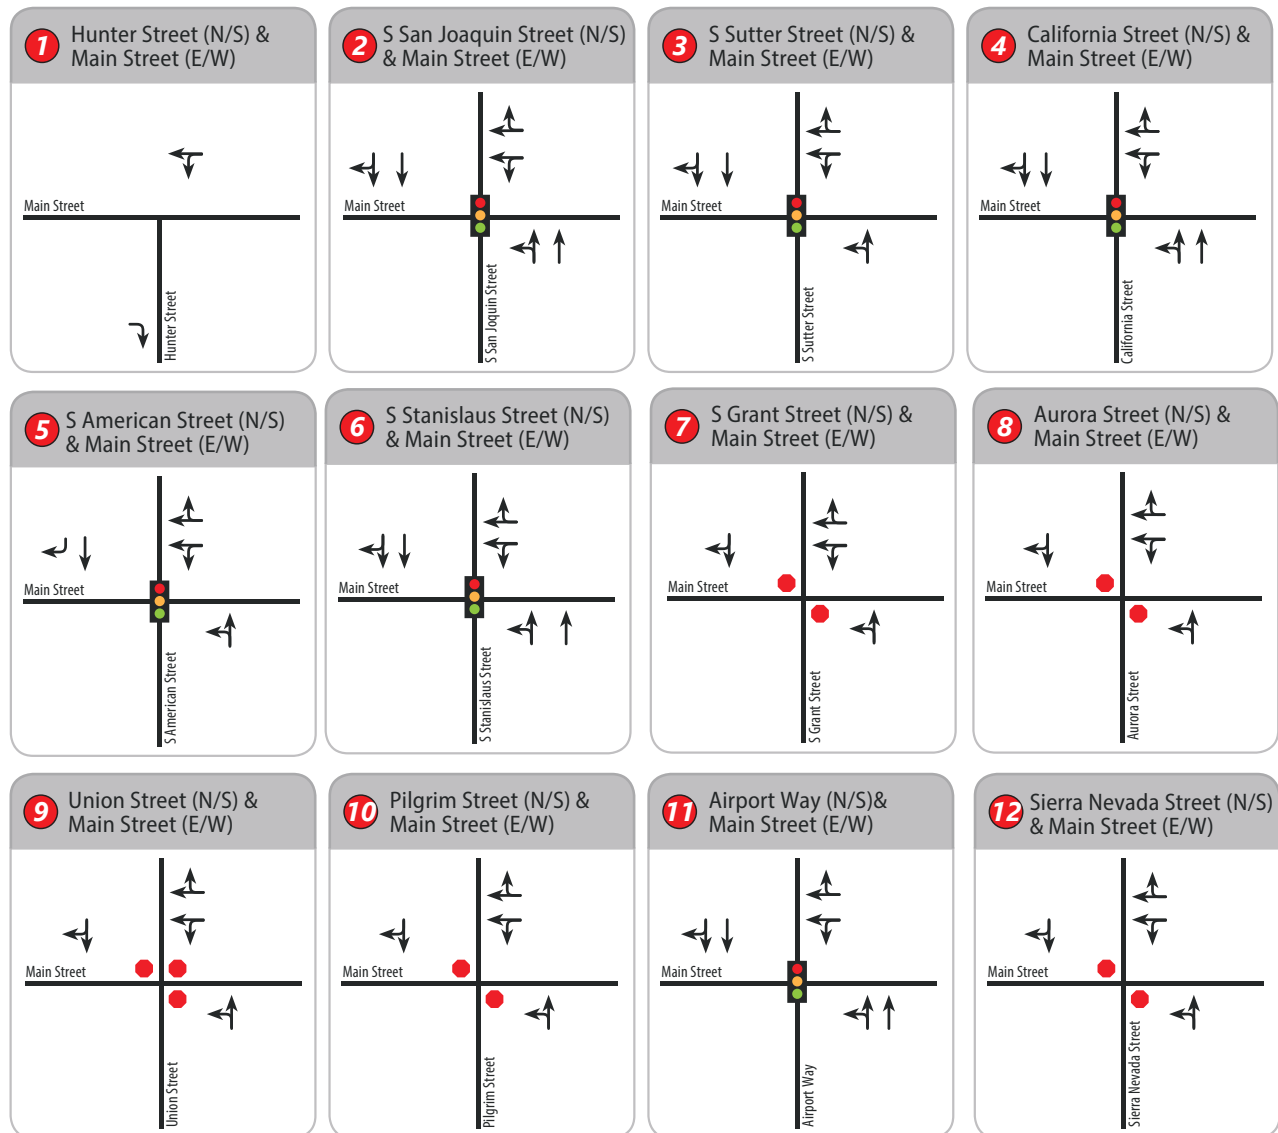 1
Hunter Street (N/S) &
Main Street (E/W)
Main Street
Hunter Street
2
S San Joaquin Street (N/S)
& Main Street (E/W)
Main Street
S San Joquin Street
3
S Sutter Street (N/S) &
Main Street (E/W)
Main Street
S Sutter Street
4
California Street (N/S) &
Main Street (E/W)
Main Street
California Street
5
S American Street (N/S)
& Main Street (E/W)
Main Street
S American Street
6
S Stanislaus Street (N/S)
& Main Street (E/W)
Main Street
S Stanislaus Street
7
S Grant Street (N/S) &
Main Street (E/W)
Main Street
S Grant Street
8
Aurora Street (N/S) &
Main Street (E/W)
Main Street
Aurora Street
9
Union Street (N/S) &
Main Street (E/W)
Main Street
Union Street
10
Pilgrim Street (N/S) &
Main Street (E/W)
Main Street
Pilgrim Street
11
Airport Way (N/S)&
Main Street (E/W)
Main Street
Airport Way
12
Sierra Nevada Street (N/S)
& Main Street (E/W)
Main Street
Sierra Nevada Street